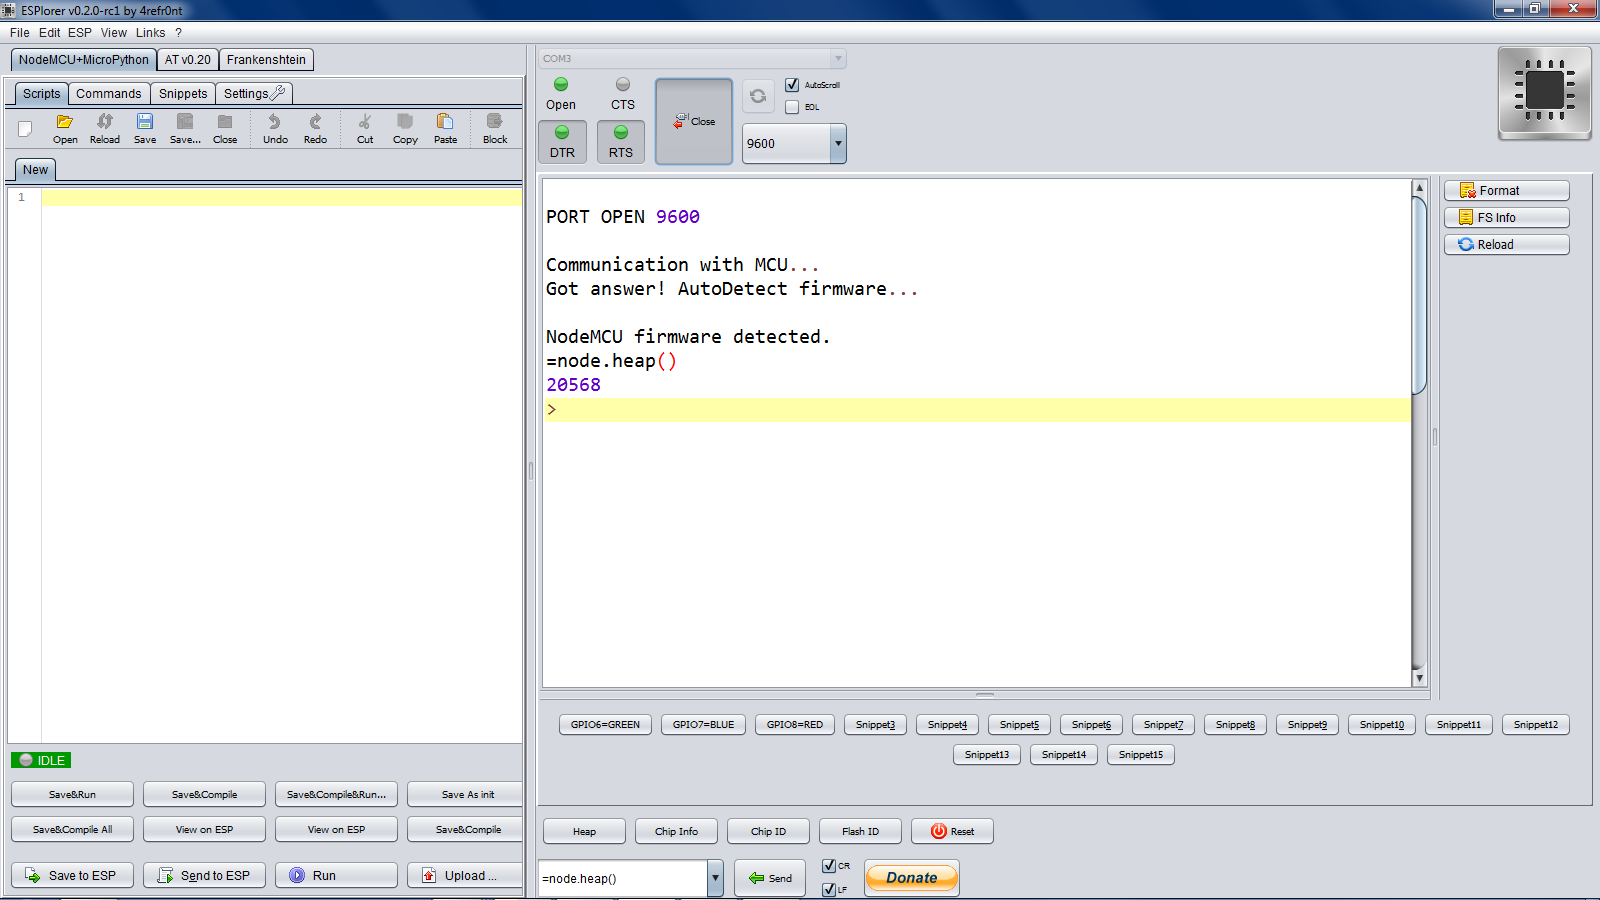 ESPlorer v0.2.0-rc1 by 4refr0nt
File Edit ESP View Links ?
NodeMCU+MicroPython AT v0.20 Frankenshtein
Scripts Commands Snippets Settings
Open Reload Save Save... Close Undo Redo Cut Copy Paste Block
New
1
IDLE
Save&Run Save&Compile Save&Compile&Run... Save As init
Save&Compile All View on ESP View on ESP Save&Compile
Save to ESP Send to ESP Run Upload ...
COM3
Open CTS
DTR RTS
Close
AutoScroll
EOL
9600
PORT OPEN 9600
Communication with MCU...
Got answer! AutoDetect firmware...
NodeMCU firmware detected.
=node.heap()
20568
>
Format
FS Info
Reload
GPIO6=GREEN GPIO7=BLUE GPIO8=RED Snippet3 Snippet4 Snippet5 Snippet6 Snippet7 Snippet8 Snippet9 Snippet10 Snippet11 Snippet12
Snippet13 Snippet14 Snippet15
Heap Chip Info Chip ID Flash ID Reset
=node.heap() Send
CR
LF
Donate